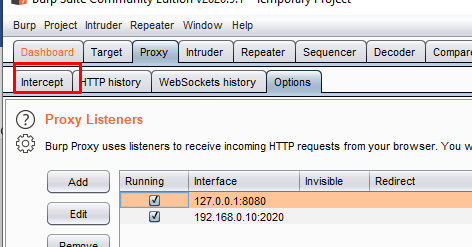 Burp Suite Community Edition v2020.9.1 - Temporary Project
Burp Project Intruder Repeater Window Help
Dashboard Target Proxy Intruder Repeater Sequencer Decoder Compare
Intercept HTTP history WebSockets history Options
Proxy Listeners
Burp Proxy uses listeners to receive incoming HTTP requests from your browser. You w
Add Running Interface Invisible Redirect
127.0.0.1:8080
Edit 192.168.0.10:2020
Remove